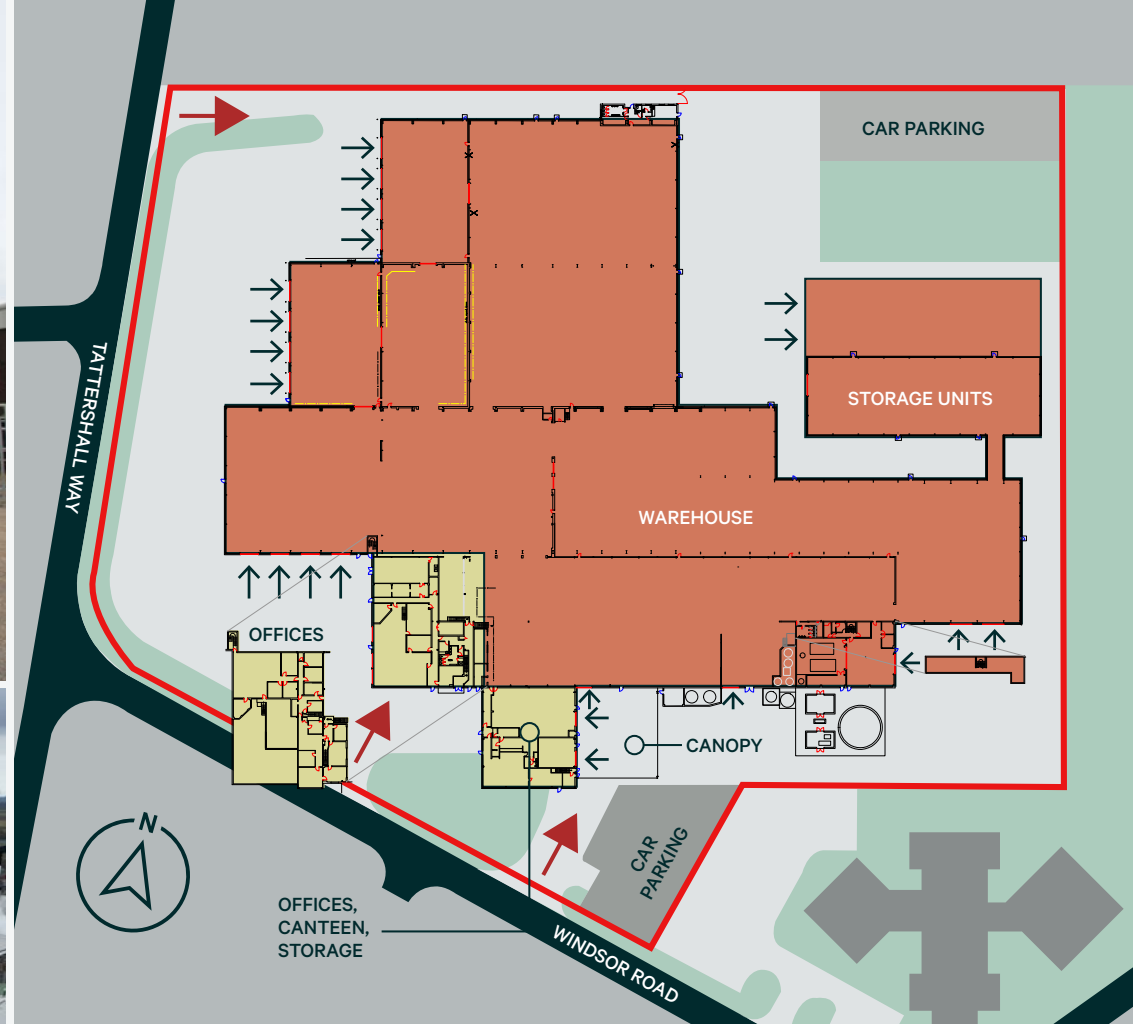 CAR PARKING
STORAGE UNITS
TATTERSHALL WAY
WAREHOUSE
OFFICES
CANOPY
N
CAR
PARKING
OFFICES,
CANTEEN,
STORAGE
WINDSOR ROAD